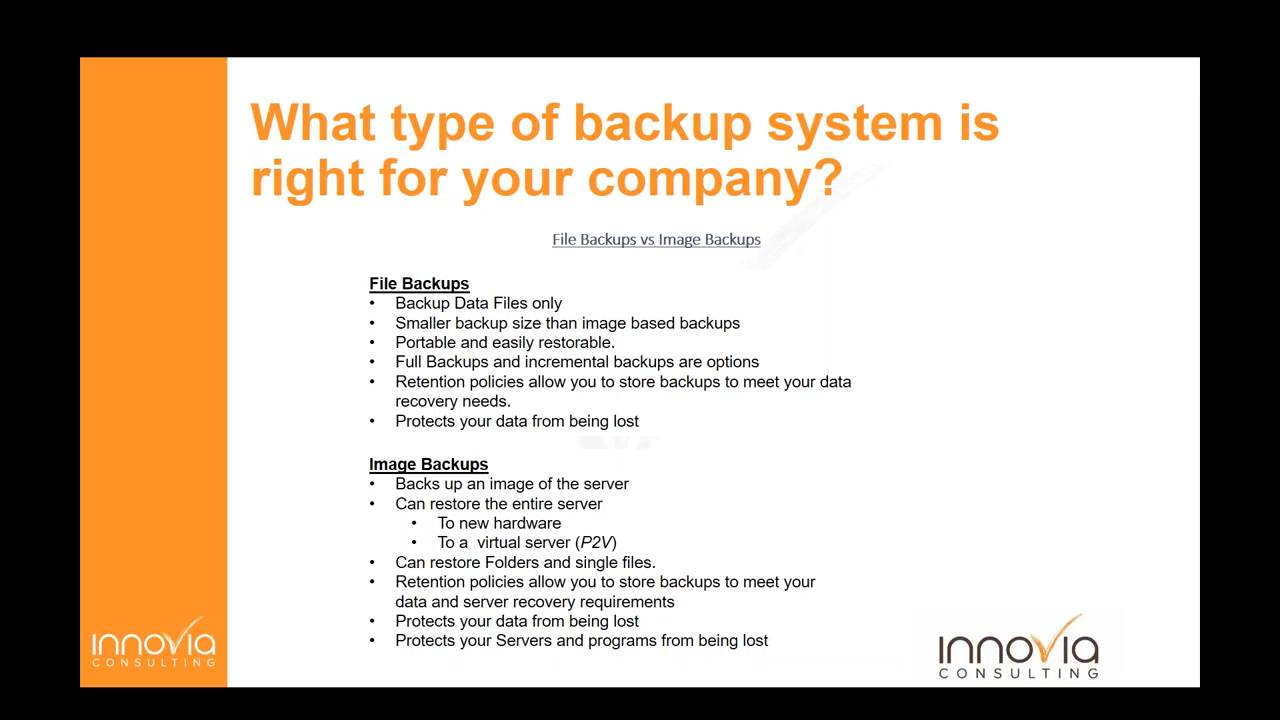 What type of backup system is
right for your company?
File Backups vs Image Backups
File Backups
• Backup Data Files only
• Smaller backup size than image based backups
• Portable and easily restorable.
• Full Backups and incremental backups are options
• Retention policies allow you to store backups to meet your data
recovery needs.
• Protects your data from being lost
Image Backups
• Backs up an image of the server
• Can restore the entire server
• To new hardware
• To a  virtual server (P2V)
• Can restore Folders and single files.
• Retention policies allow you to store backups to meet your
data and server recovery requirements
• Protects your data from being lost
• Protects your Servers and programs from being lost
innovia
CONSULTING
innovia
CONSULTING